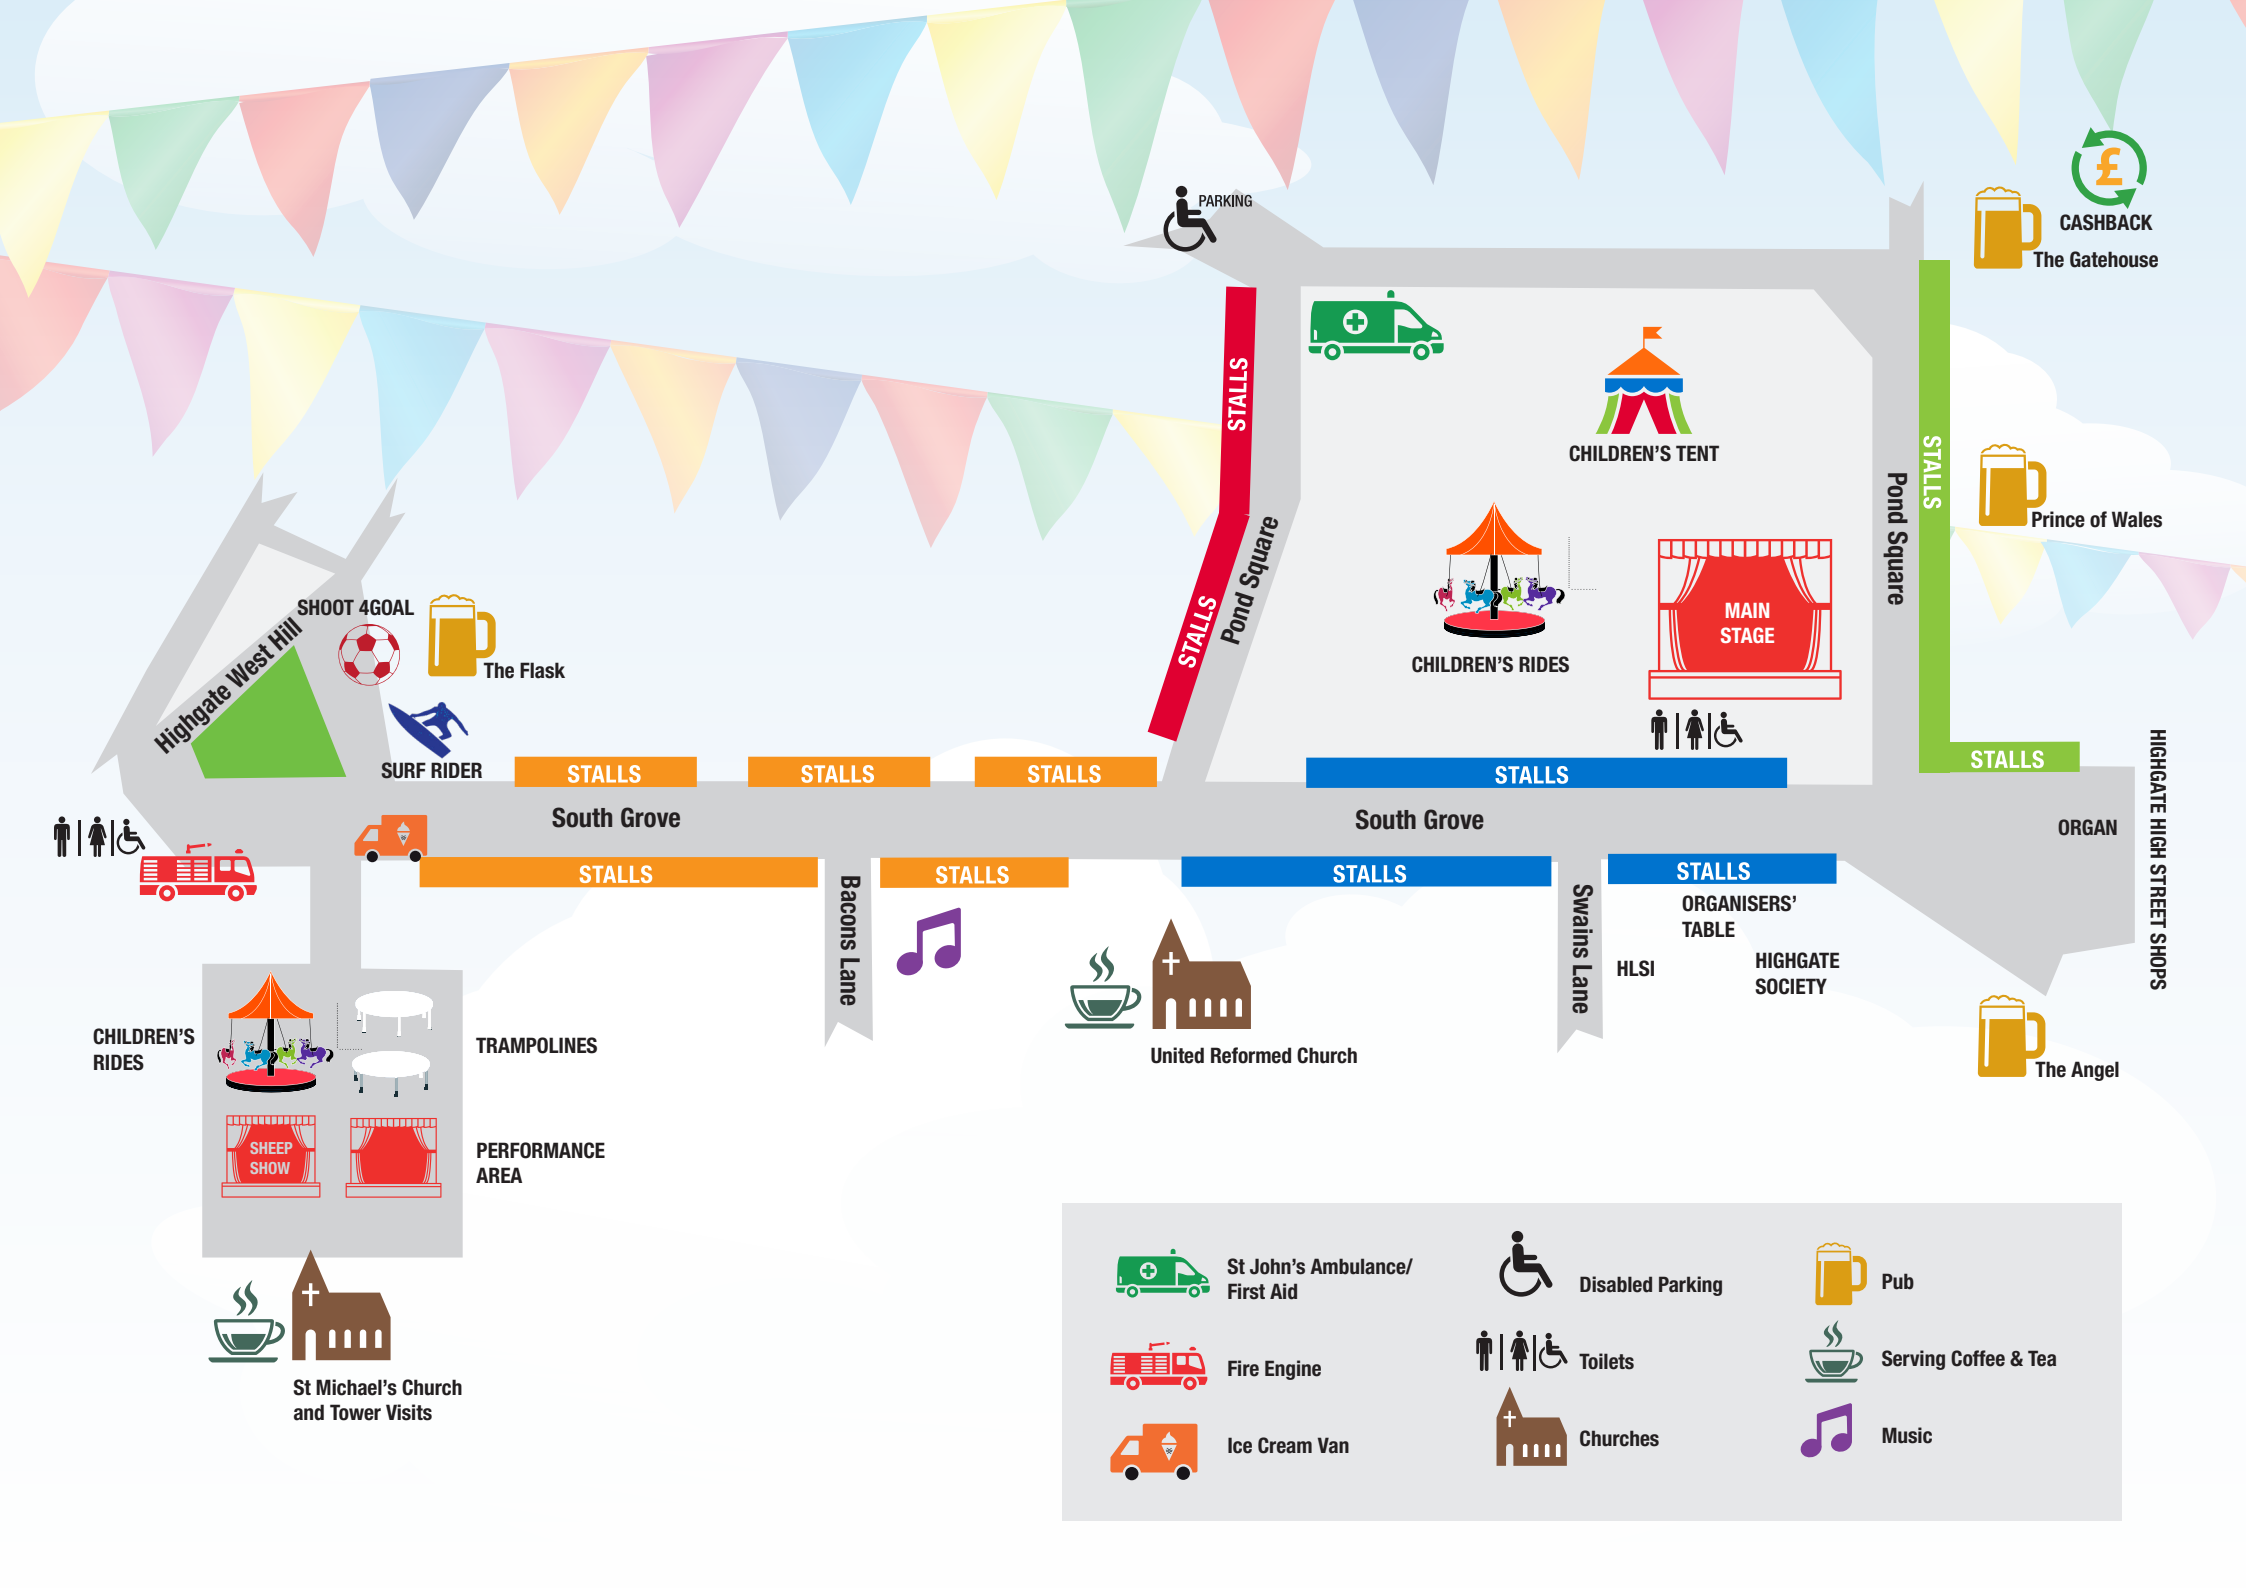 PARKING
£
CASHBACK
The Gatehouse
STALLS
CHILDREN'S TENT
STALLS
Pond Square
Prince of Wales
Pond Square
STALLS
MAIN
STAGE
CHILDREN'S RIDES
SHOOT 4GOAL
Highgate West Hill
The Flask
SURF RIDER
STALLS
STALLS
STALLS
STALLS
STALLS
HIGHGATE HIGH STREET SHOPS
South Grove
South Grove
ORGAN
STALLS
STALLS
STALLS
STALLS
Bacons Lane
Swains Lane
ORGANISERS'
TABLE
HLSI
HIGHGATE
SOCIETY
CHILDREN'S
RIDES
TRAMPOLINES
United Reformed Church
The Angel
SHEEP
SHOW
PERFORMANCE
AREA
St Michael's Church
and Tower Visits
St John's Ambulance/
First Aid
Disabled Parking
Pub
Fire Engine
Toilets
Serving Coffee & Tea
Ice Cream Van
Churches
Music